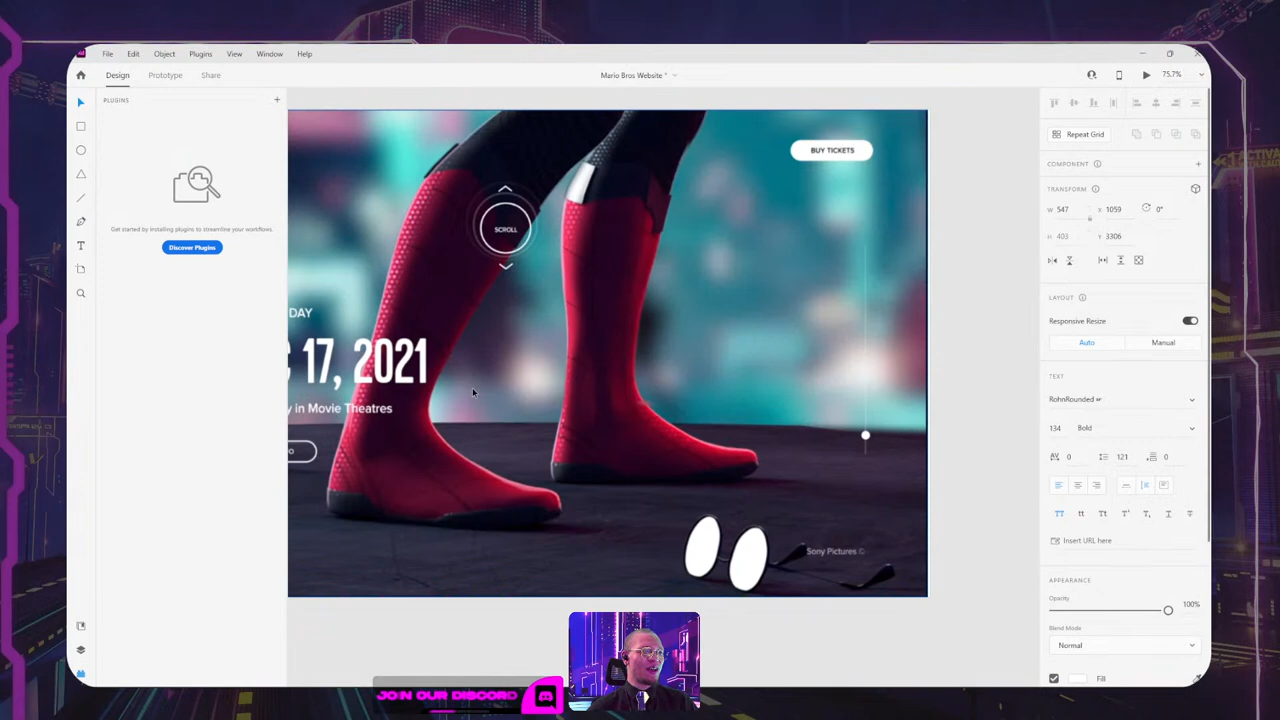 File Edit Object Plugins View Window Help
Design Prototype Share
Mario Bros Website *
75.7%
PLUGINS
Get started by installing plugins to streamline your workflows.
Discover Plugins
BUY TICKETS
SCROLL
DAY
C 17, 2021
y in Movie Theatres
Sony Pictures ©
Repeat Grid
COMPONENT
TRANSFORM
W 547 X 1059 0°
H 403 Y 3306
LAYOUT
Responsive Resize
Auto Manual
TEXT
RohnRounded
134 Bold
0 121 0
TT tt Tt T' T, T T
Insert URL here
APPEARANCE
Opacity
100%
Blend Mode
Normal
Fill
JOIN OUR DISCORD